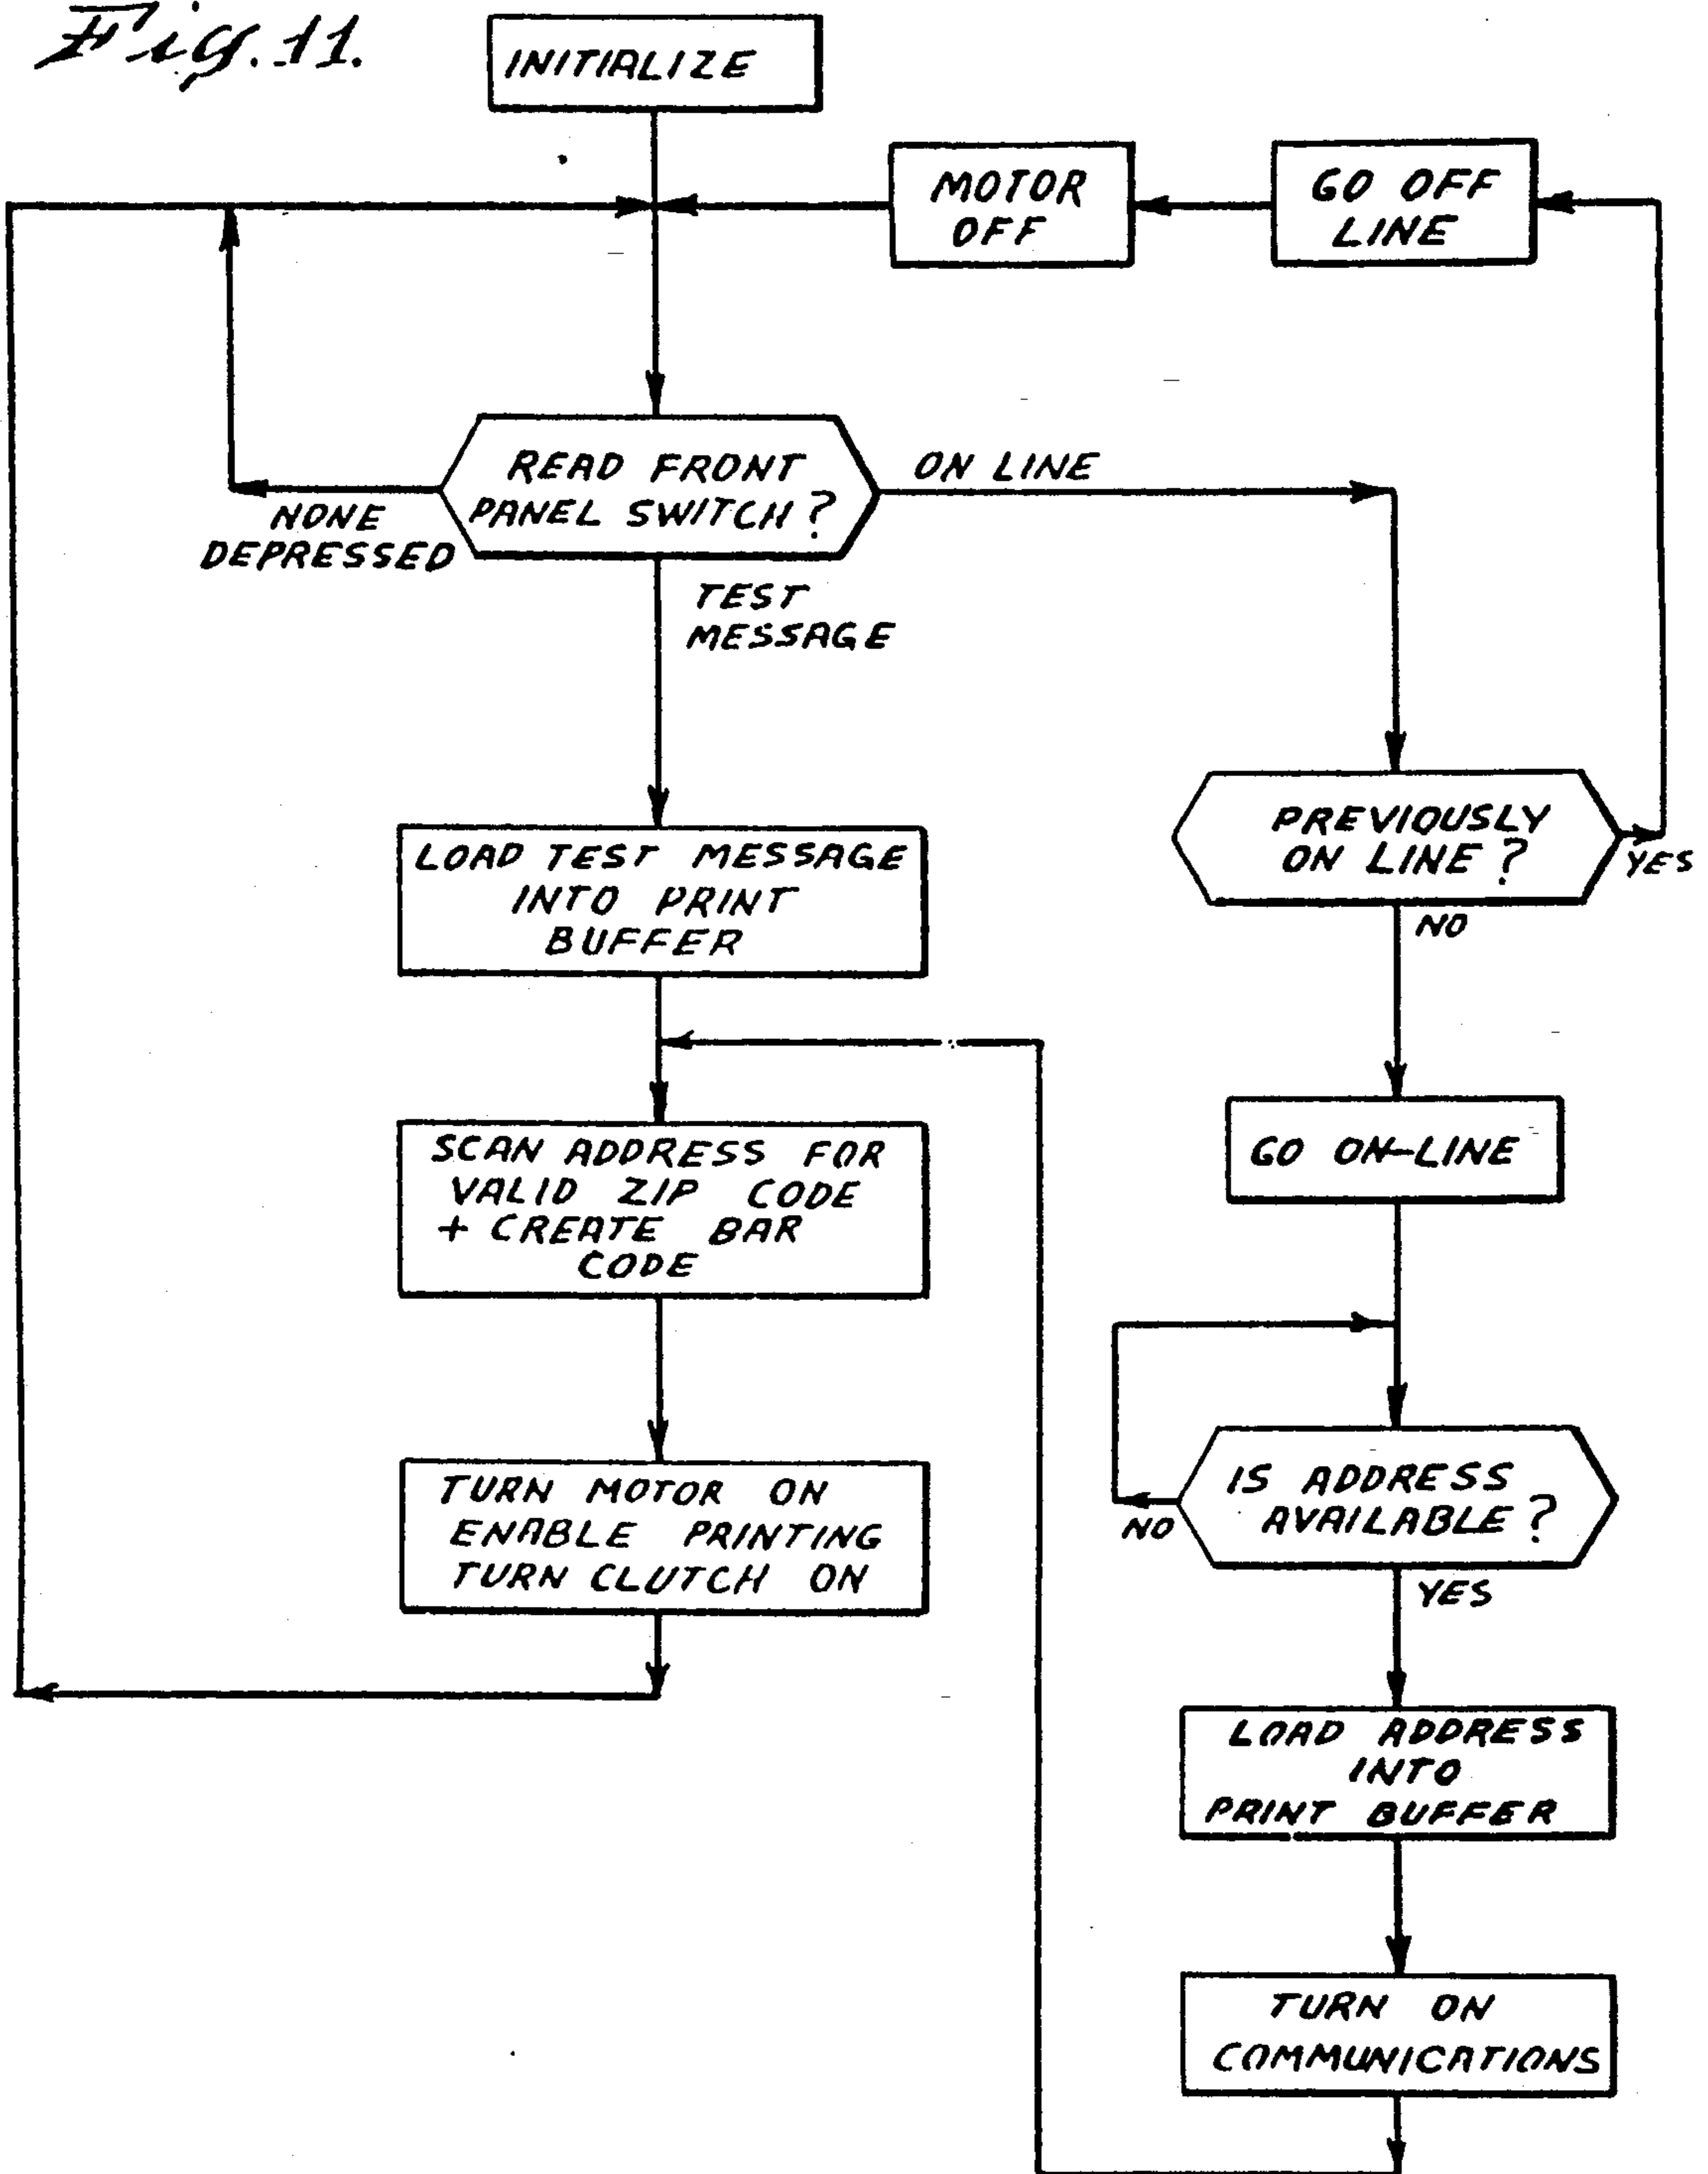 Fig. 11.
INITIALIZE
MOTOR
OFF
GO OFF
LINE
READ FRONT
PANEL SWITCH?
ON LINE
NONE
DEPRESSED
TEST
MESSAGE
PREVIOUSLY
ON LINE?
YES
NO
LOAD TEST MESSAGE
INTO PRINT
BUFFER
SCAN ADDRESS FOR
VALID ZIP CODE
+ CREATE BAR
CODE
GO ON-LINE
TURN MOTOR ON
ENABLE PRINTING
TURN CLUTCH ON
IS ADDRESS
AVAILABLE?
NO
YES
LOAD ADDRESS
INTO
PRINT BUFFER
TURN ON
COMMUNICATIONS